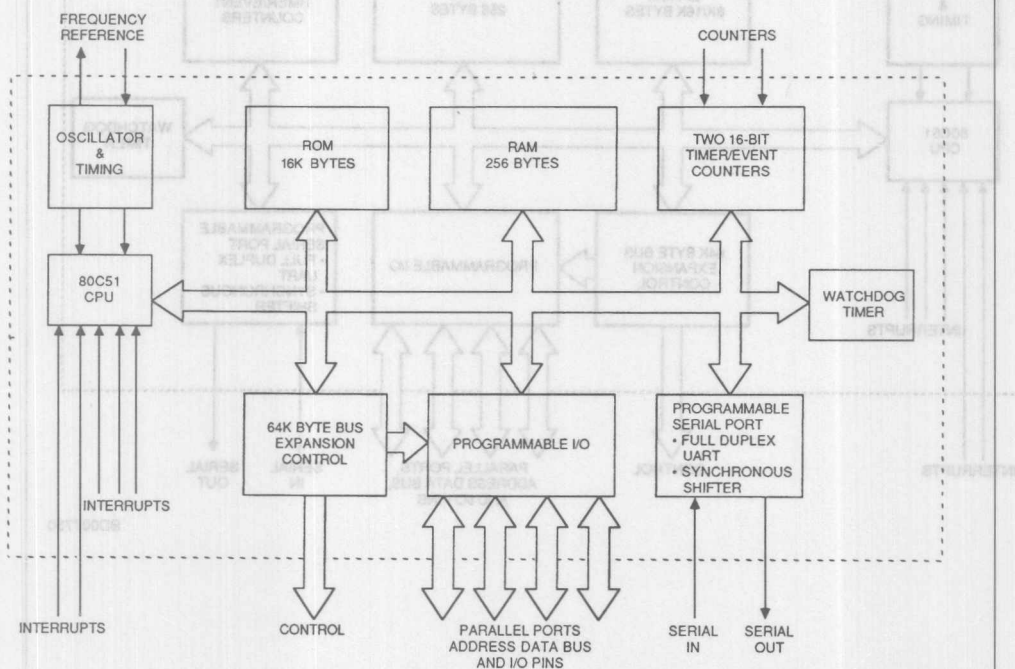 FREQUENCY
REFERENCE
COUNTERS
OSCILLATOR
&
TIMING
ROM
16K BYTES
RAM
256 BYTES
TWO 16-BIT
TIMER/EVENT
COUNTERS
80C51
CPU
WATCHDOG
TIMER
64K BYTE BUS
EXPANSION
CONTROL
PROGRAMMABLE I/O
PROGRAMMABLE
SERIAL PORT
• FULL DUPLEX
UART
• SYNCHRONOUS
SHIFTER
INTERRUPTS
INTERRUPTS
CONTROL
PARALLEL PORTS
ADDRESS DATA BUS
AND I/O PINS
SERIAL
IN
SERIAL
OUT